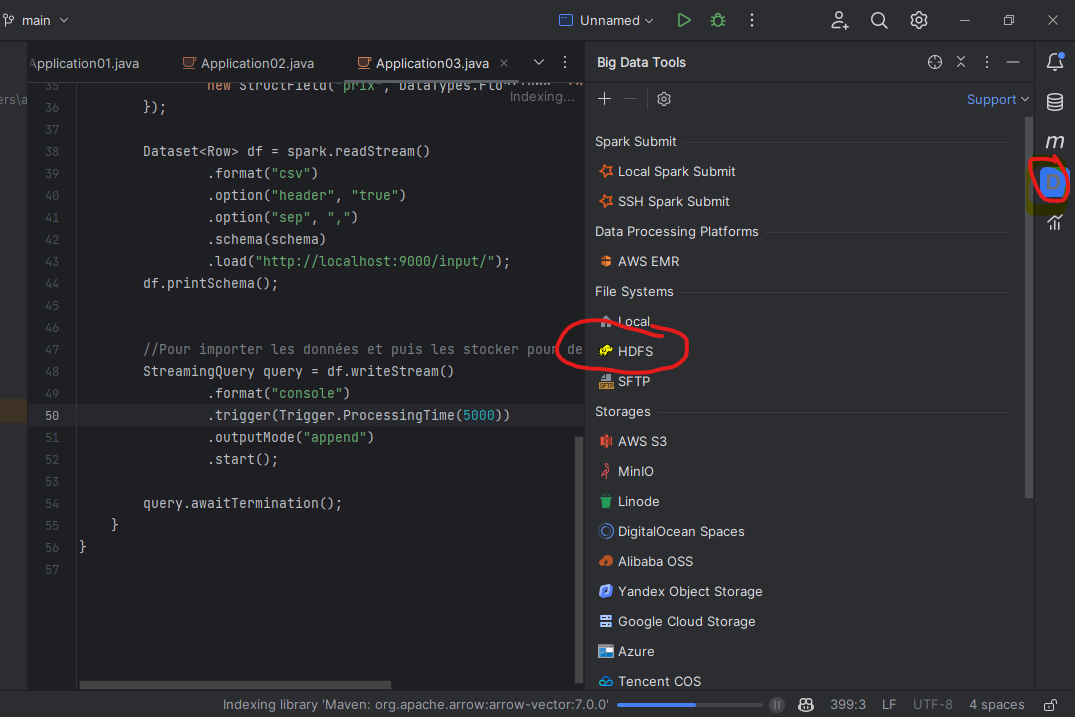 main
Unnamed
Application01.java
Application02.java
Application03.java
Big Data Tools
Indexing...
Support
35 new StructField("prix", DataTypes.
36 });
37
38 Dataset<Row> df = spark.readStream()
39 .format("csv")
40 .option("header", "true")
41 .option("sep", ",")
42 .schema(schema)
43 .load("http://localhost:9000/input/");
44 df.printSchema();
45
46
47 //Pour importer les données et puis les stocker pour de
48 StreamingQuery query = df.writeStream()
49 .format("console")
50 .trigger(Trigger.ProcessingTime(5000))
51 .outputMode("append")
52 .start();
53
54 query.awaitTermination();
55 }
56 }
57
Spark Submit
Local Spark Submit
SSH Spark Submit
Data Processing Platforms
AWS EMR
File Systems
Local
HDFS
SFTP
Storages
AWS S3
MinIO
Linode
DigitalOcean Spaces
Alibaba OSS
Yandex Object Storage
Google Cloud Storage
Azure
Tencent COS
m
D
Indexing library 'Maven: org.apache.arrow:arrow-vector:7.0.0'
399:3 LF UTF-8 4 spaces